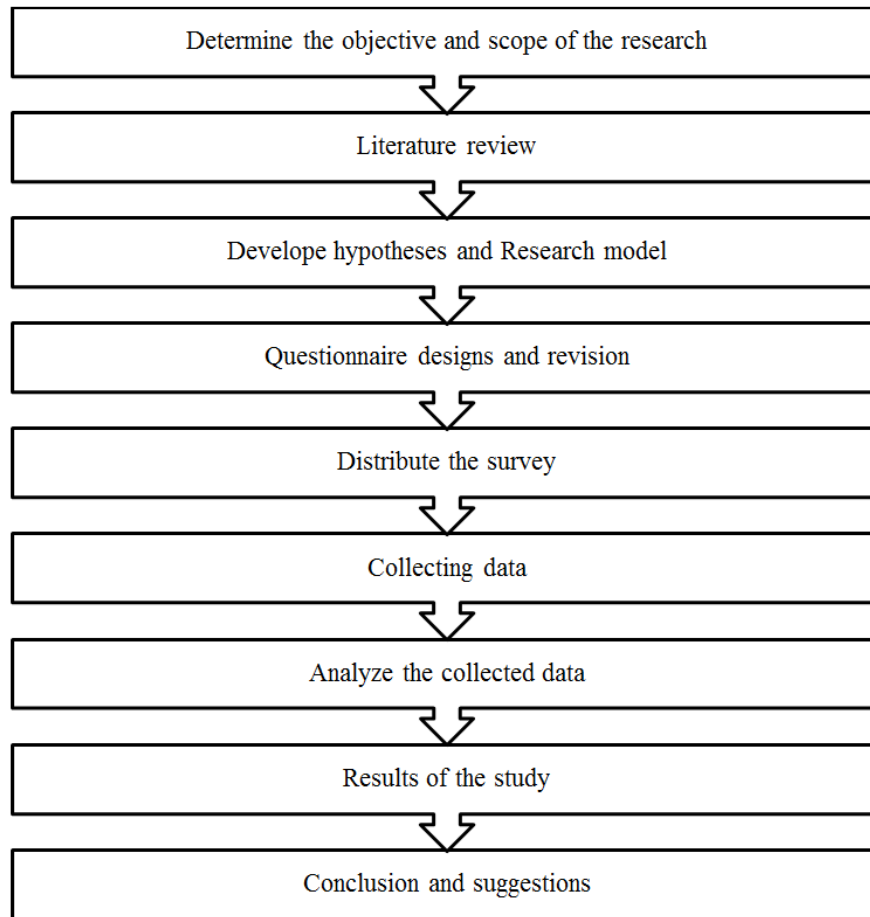 Determine the objective and scope of the research
Literature review
Develope hypotheses and Research model
Questionnaire designs and revision
Distribute the survey
Collecting data
Analyze the collected data
Results of the study
Conclusion and suggestions